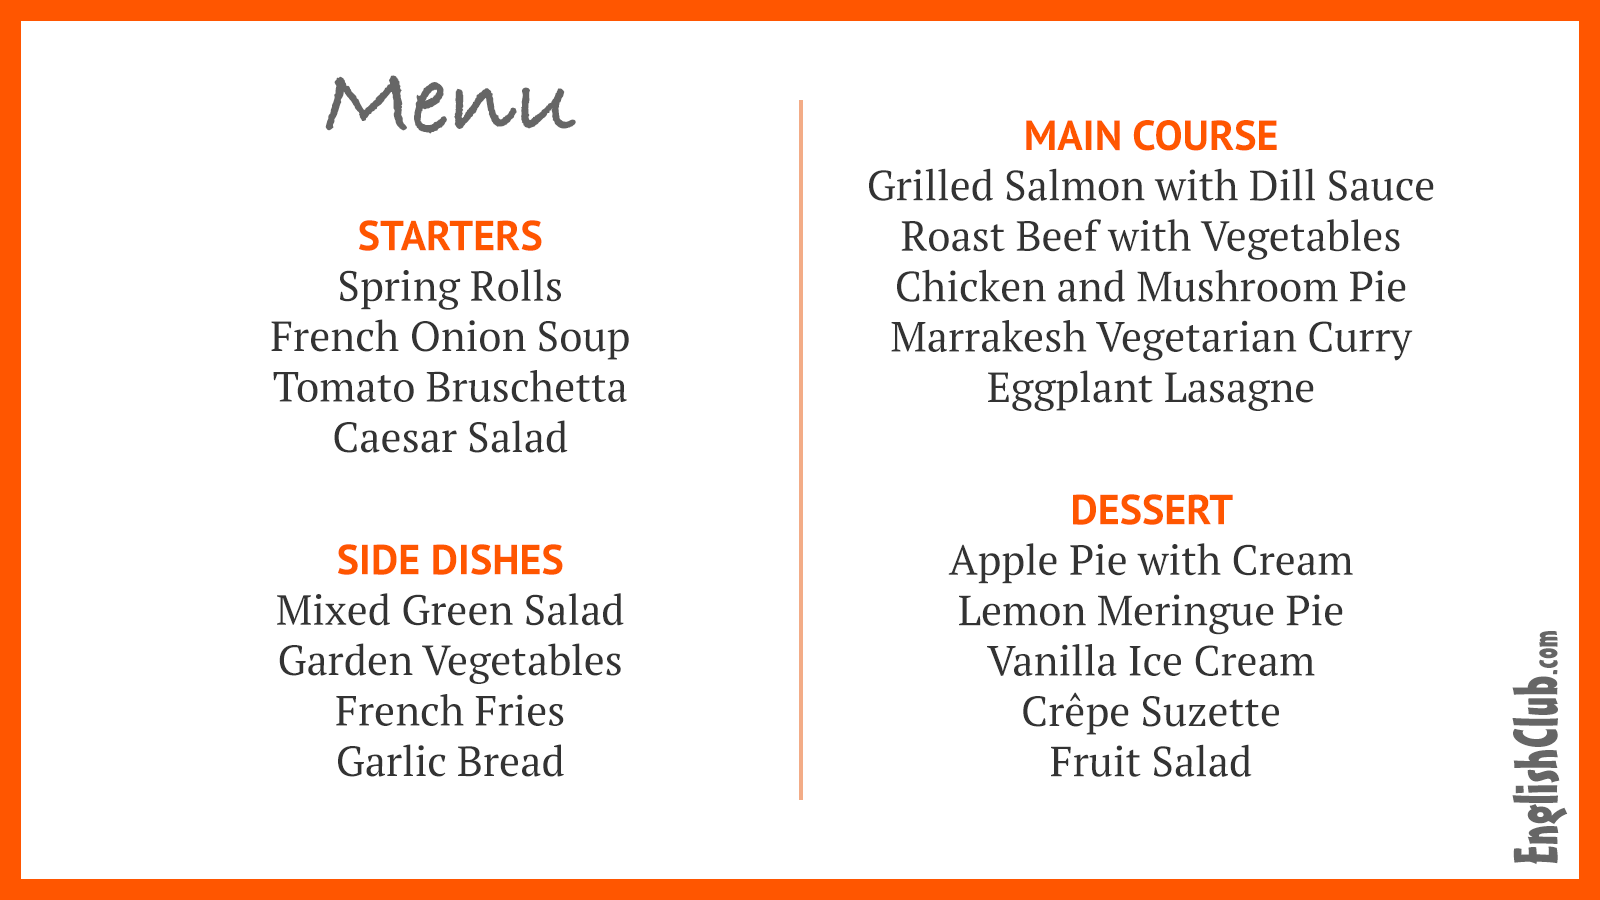 Menu
STARTERS
Spring Rolls
French Onion Soup
Tomato Bruschetta
Caesar Salad
SIDE DISHES
Mixed Green Salad
Garden Vegetables
French Fries
Garlic Bread
MAIN COURSE
Grilled Salmon with Dill Sauce
Roast Beef with Vegetables
Chicken and Mushroom Pie
Marrakesh Vegetarian Curry
Eggplant Lasagne
DESSERT
Apple Pie with Cream
Lemon Meringue Pie
Vanilla Ice Cream
Crêpe Suzette
Fruit Salad
EnglishClub.com